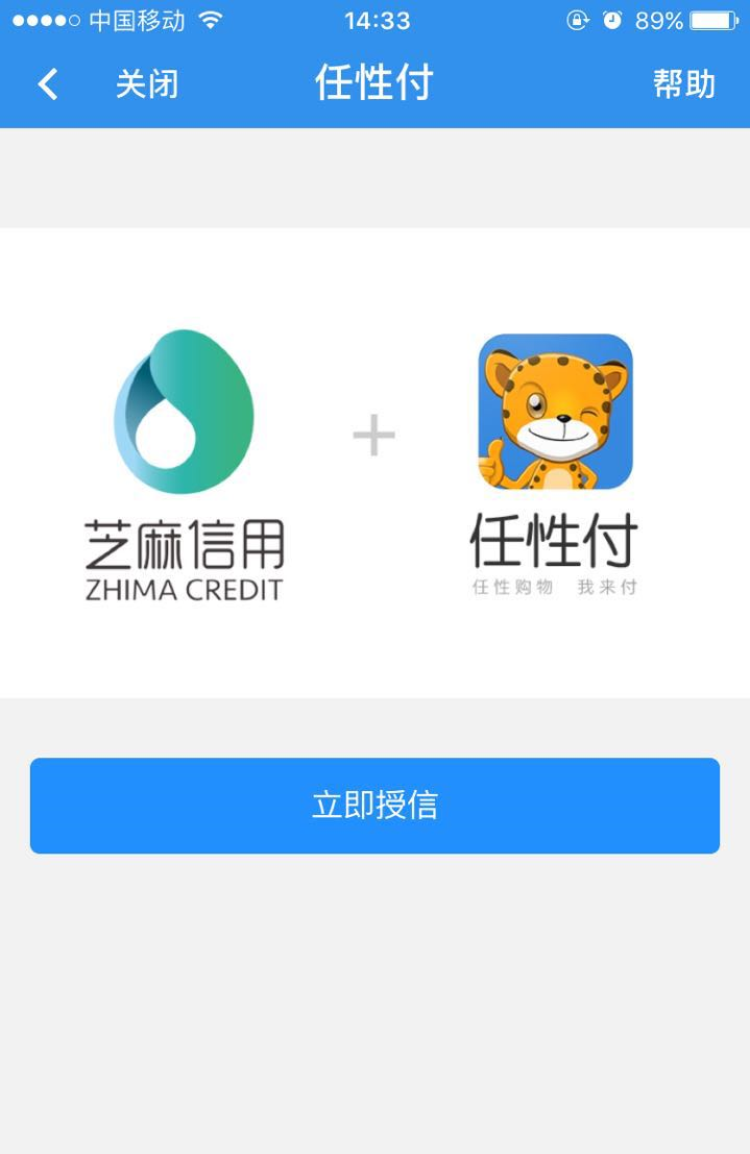 中国移动 14:33 89%
关闭 任性付 帮助
芝麻信用
ZHIMA CREDIT
任性付
任性购物 我来付
立即授信